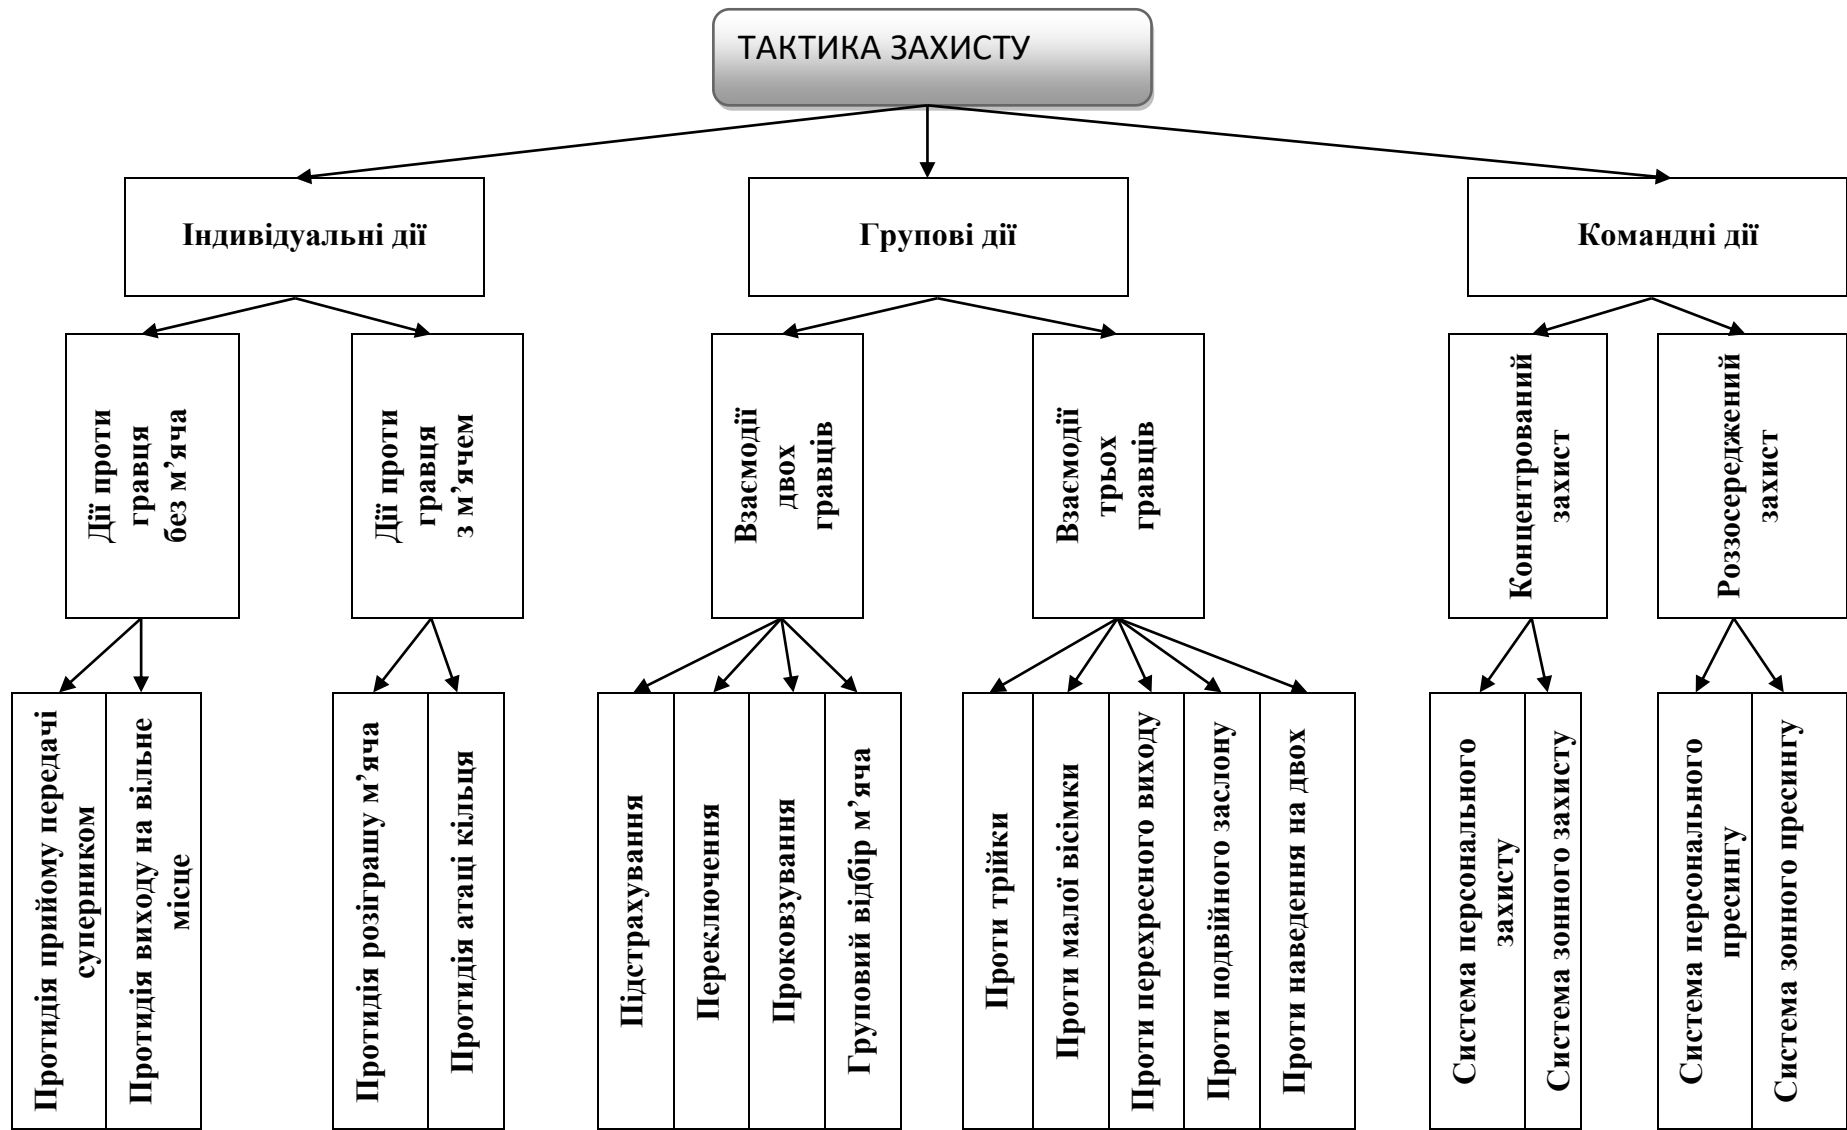 ТАКТИКА ЗАХИСТУ
Індивідуальні дії
Групові дії
Командні дії
Дії проти
гравця
без м’яча
Дії проти
гравця
з м’ячем
Взаємодії
двох
гравців
Взаємодії
трьох
гравців
Концентрований
захист
Роззосереджений
захист
Протидія прийому передачі
суперником
Протидія виходу на вільне
місце
Протидія розіграшу м’яча
Протидія атаці кільця
Підстрахування
Переключення
Проковзування
Груповий відбір м’яча
Проти трійки
Проти малої вісімки
Проти перехресного виходу
Проти подвійного заслону
Проти наведення на двох
Система персонального
захисту
Система зонного захисту
Система персонального
пресингу
Система зонного пресингу